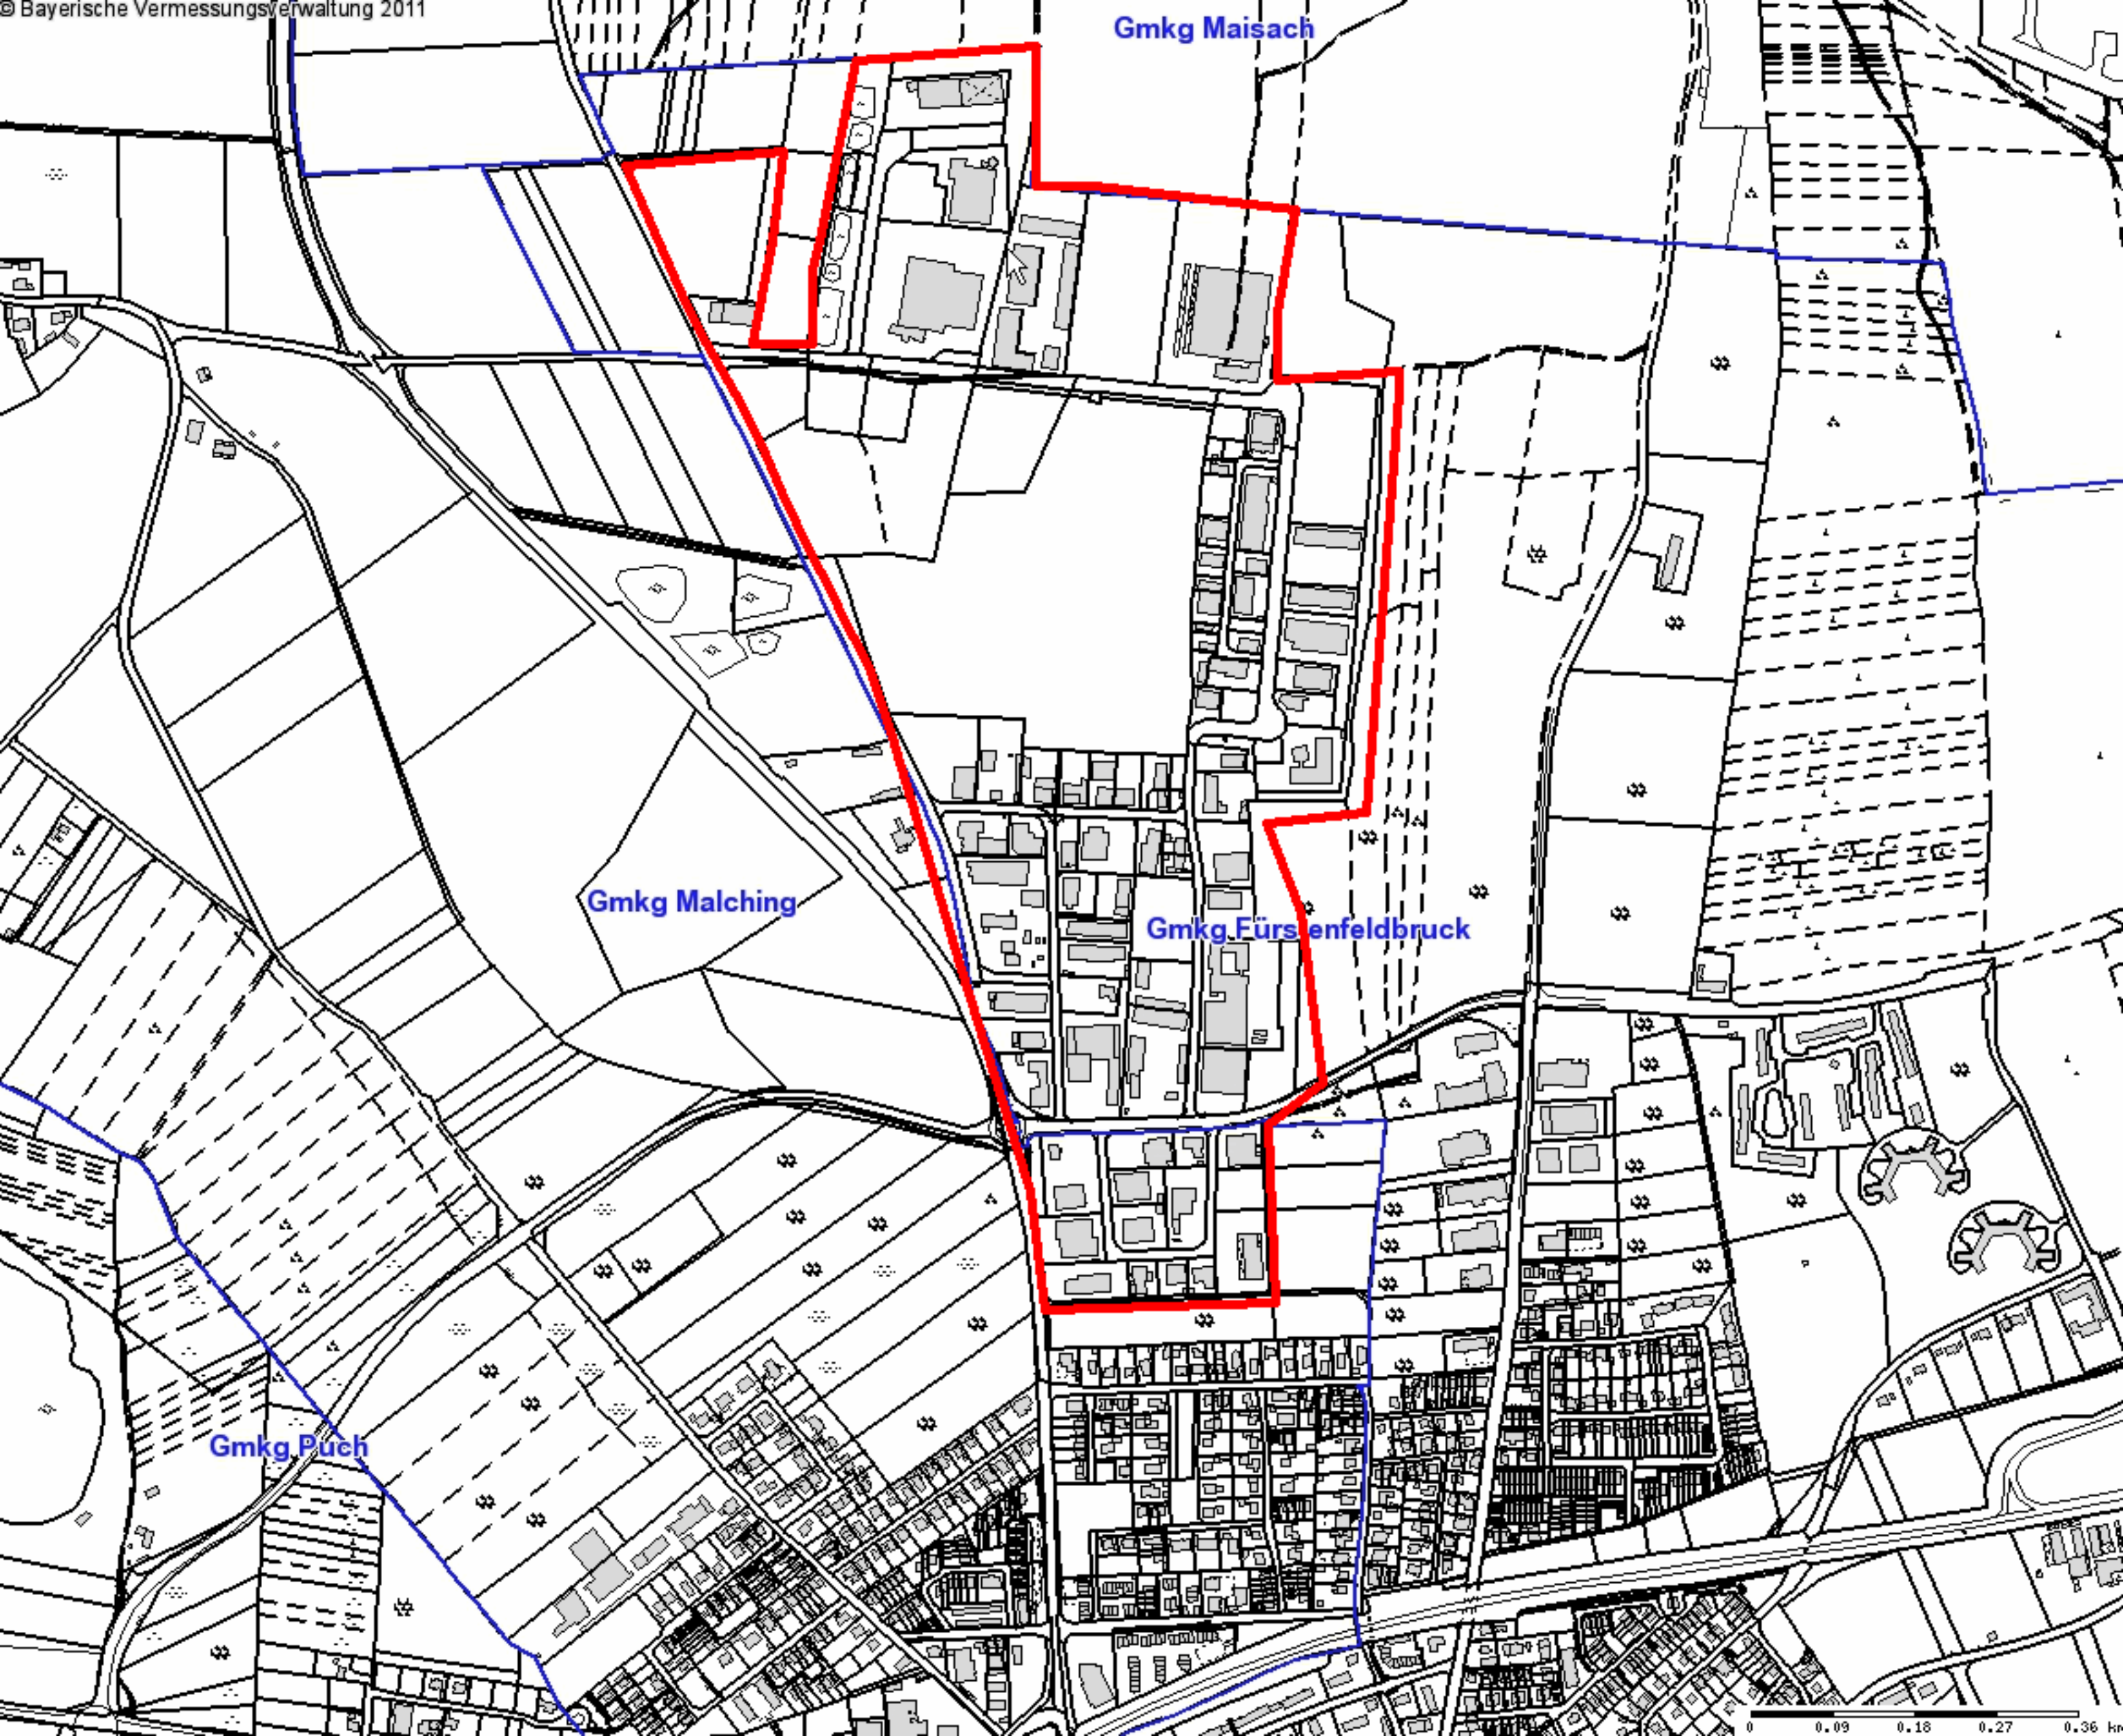 © Bayerische Vermessungsverwaltung 2011
Gmkg Maisach
Gmkg Malching
Gmkg Fürstenfeldbruck
Gmkg Puch
0 0.09 0.18 0.27 0.36 km